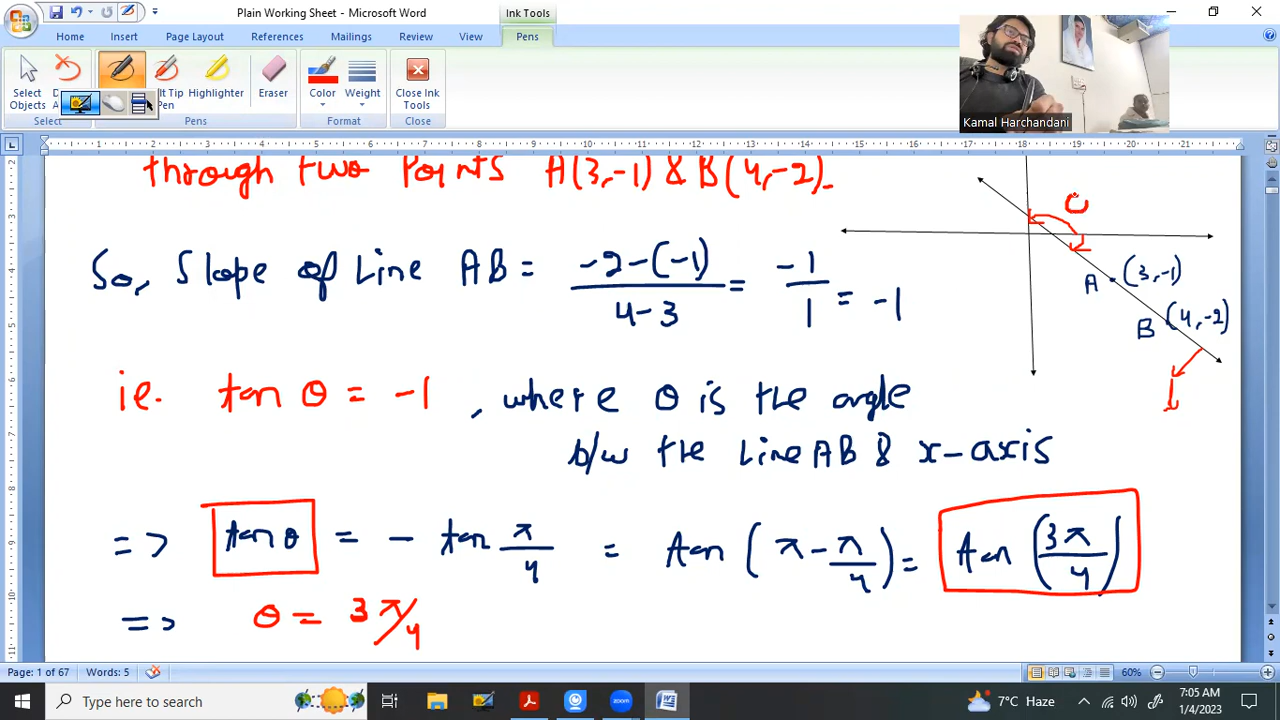 Plain Working Sheet - Microsoft Word
Ink Tools
Home Insert Page Layout References Mailings Review View Pens
Select Objects
Pen
Highlighter
Eraser
Color
Weight
Close Ink Tools
Select Pens Format Close
Kamal Harchandani
through two Points A(3,-1) & B(4,-2).
So, Slope of Line AB = -2-(-1) / 4-3 = -1/1 = -1
A (3,-1)
B (4,-2)
l
ie. tan θ = -1 , where θ is the angle
b/w the Line AB & x-axis
=> tan θ = - tan π/4 = tan (π - π/4) = tan (3π/4)
=> θ = 3π/4
Page: 1 of 67 Words: 5 60%
Type here to search
zoom
7°C Haze
7:05 AM
1/4/2023